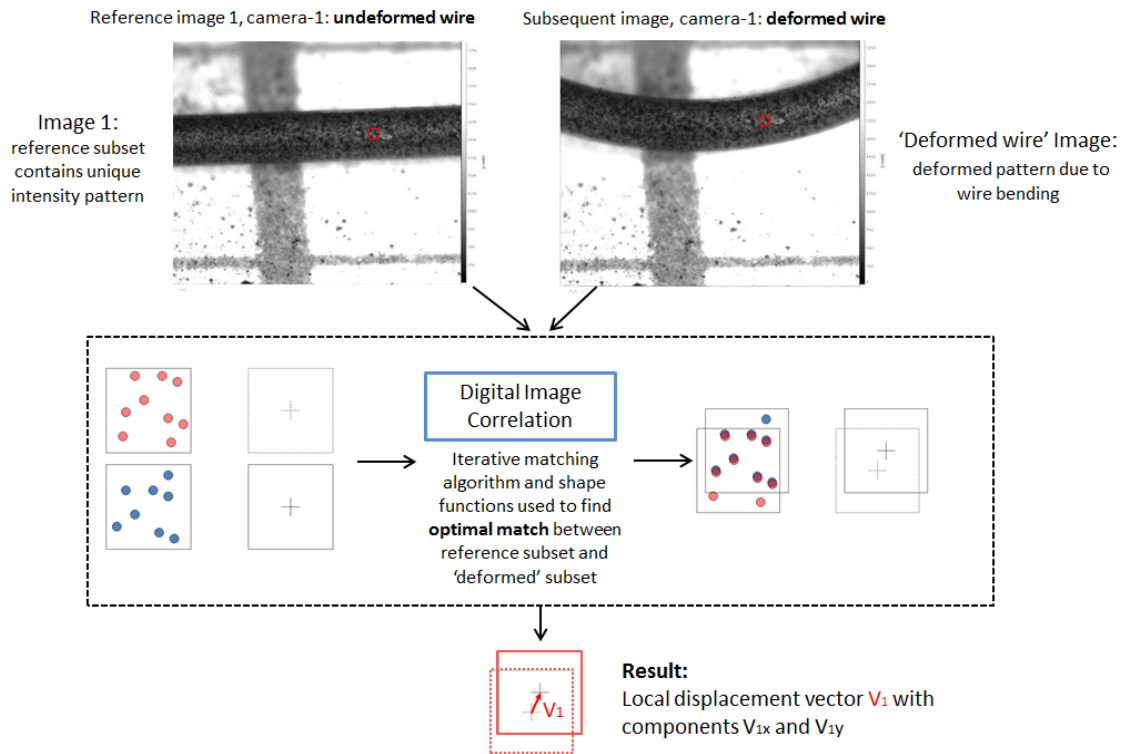 Reference image 1, camera-1: undeformed wire
Subsequent image, camera-1: deformed wire
Image 1:
reference subset
contains unique
intensity pattern
‘Deformed wire’ Image:
deformed pattern due to
wire bending
Digital Image
Correlation
Iterative matching
algorithm and shape
functions used to find
optimal match between
reference subset and
‘deformed’ subset
V1
Result:
Local displacement vector V1 with
components V1x and V1y